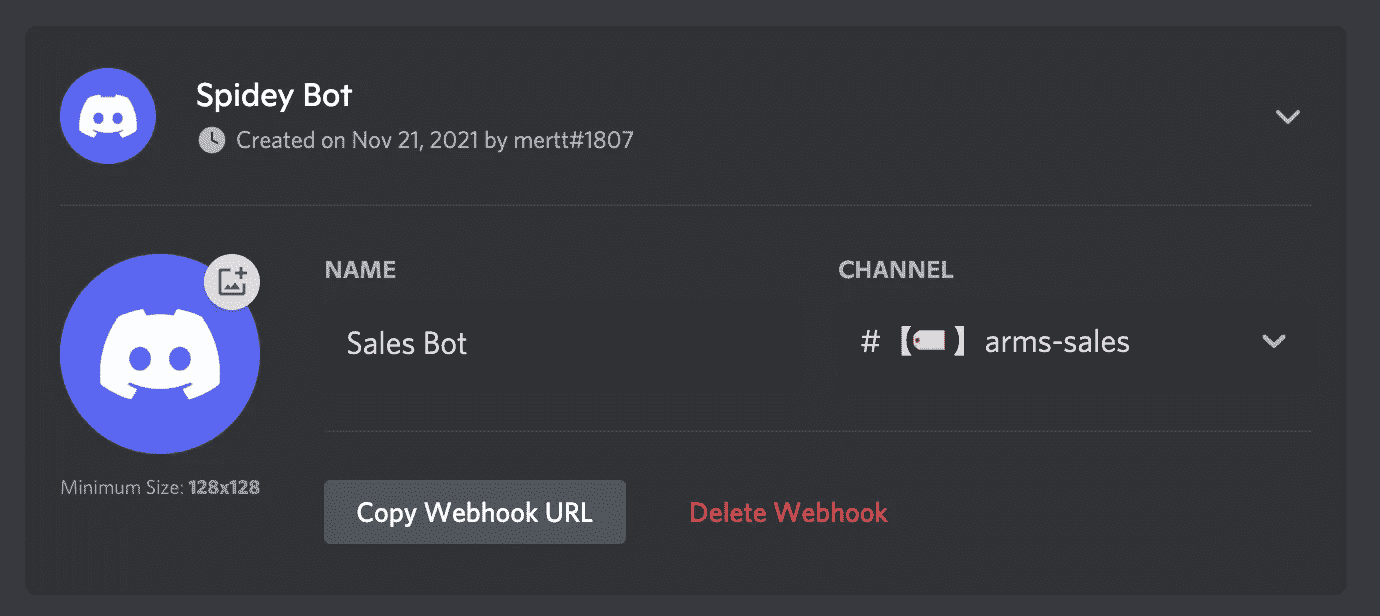 Spidey Bot
Created on Nov 21, 2021 by mertt#1807
NAME
CHANNEL
Sales Bot
# 【🏷】 arms-sales
Minimum Size: 128x128
Copy Webhook URL
Delete Webhook